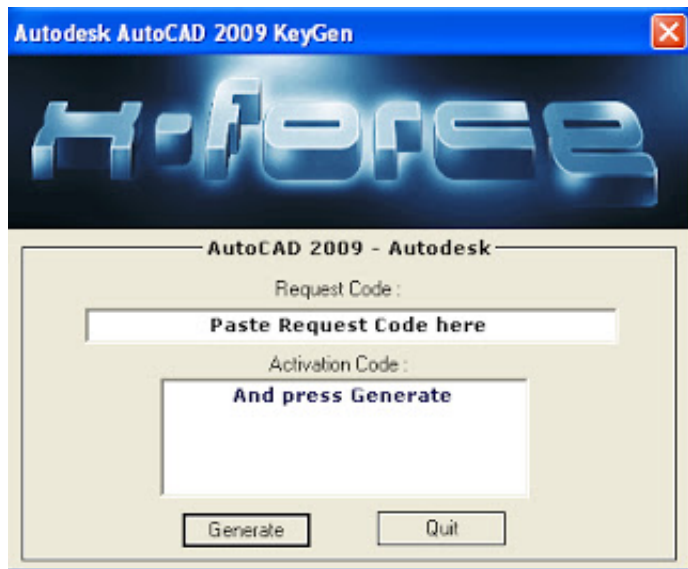 Autodesk AutoCAD 2009 KeyGen
X-force
AutoCAD 2009 - Autodesk
Request Code :
Paste Request Code here
Activation Code :
And press Generate
Generate
Quit